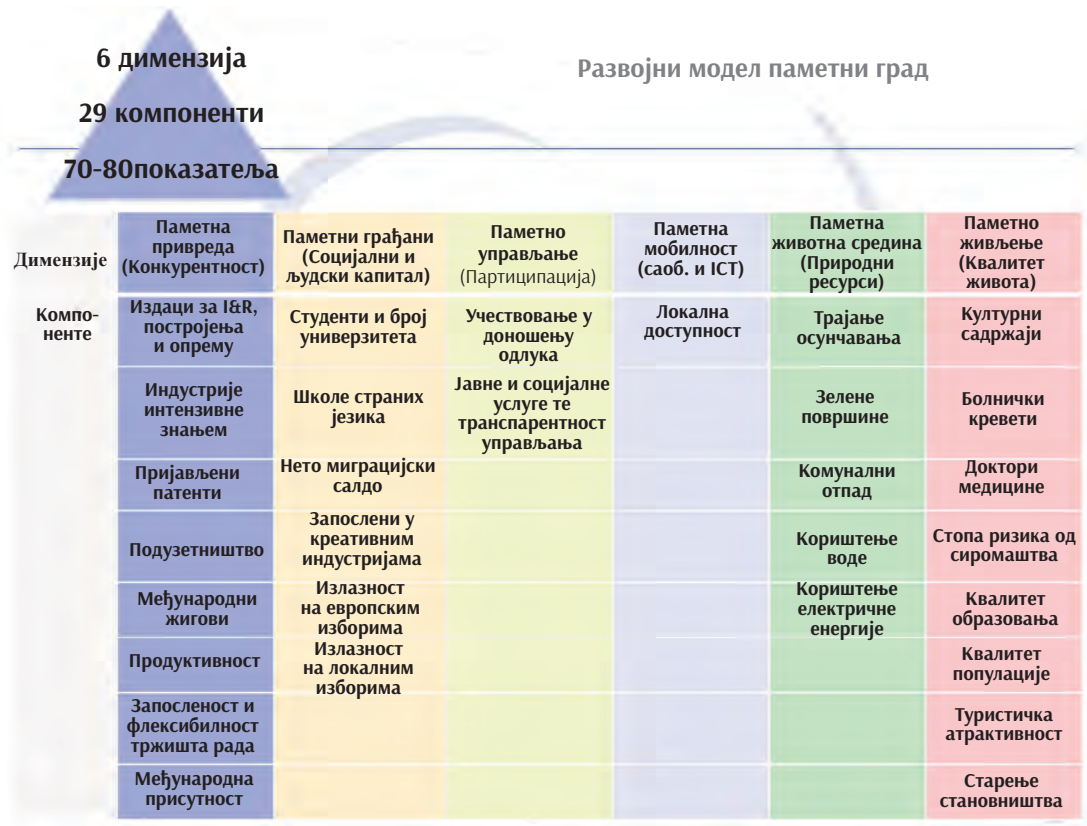 6 димензија
29 компоненти
70-80показатеља
Развојни модел паметни град
Димензије
Паметна
привреда
(Конкурентност)
Паметни грађани
(Социјални и
људски капитал)
Паметно
управљање
(Партиципација)
Паметна
мобилност
(саоб. и ICT)
Паметна
животна средина
(Природни
ресурси)
Паметно
живљење
(Квалитет
живота)
Компо-
ненте
Издаци за I&R,
постројења
и опрему
Студенти и број
универзитета
Учествовање у
доношењу
одлука
Локална
доступност
Трајање
осунчавања
Културни
садржаји
Индустрије
интензивне
знањем
Школе страних
језика
Јавне и социјалне
услуге те
транспарентност
управљања
Зелене
површине
Болнички
кревети
Пријављени
патенти
Нето миграцијски
салдо
Комунални
отпад
Доктори
медицине
Подузетништво
Запослени у
креативним
индустријама
Кориштење
воде
Стопа ризика од
сиромаштва
Међународни
жигови
Излазност
на европским
изборима
Кориштење
електричне
енергије
Квалитет
образовања
Продуктивност
Излазност
на локалним
изборима
Квалитет
популације
Запосленост и
флексибилност
тржишта рада
Туристичка
атрактивност
Међународна
присутност
Старење
становништва